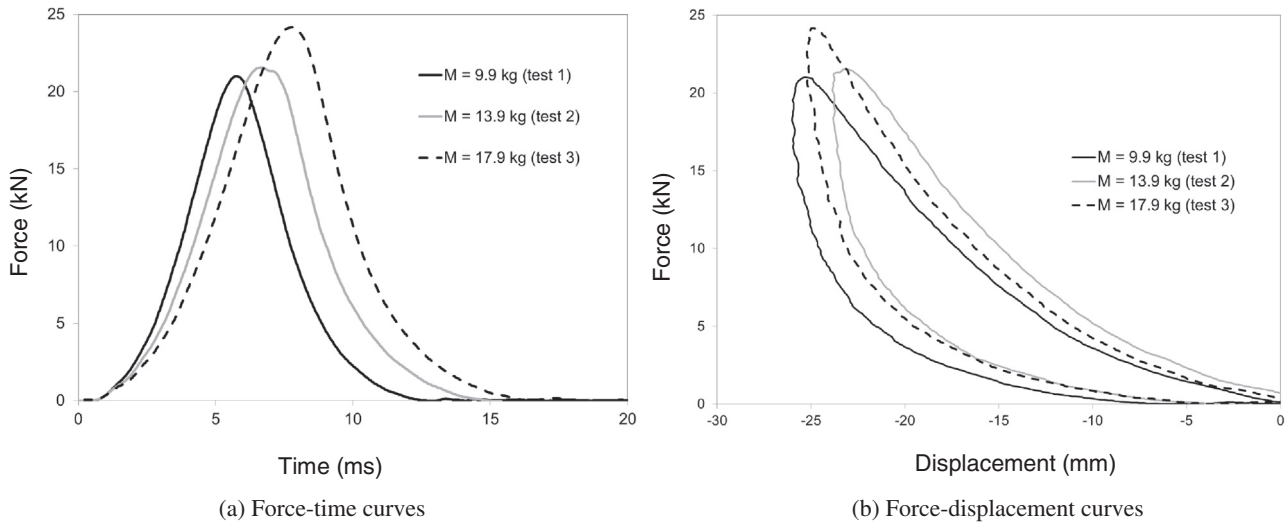 25
20
15
10
5
0
0
5
10
15
20
Force (kN)
Time (ms)
M = 9.9 kg (test 1)
M = 13.9 kg (test 2)
M = 17.9 kg (test 3)
(a) Force-time curves
25
20
15
10
5
0
-30
-25
-20
-15
-10
-5
0
Force (kN)
Displacement (mm)
M = 9.9 kg (test 1)
M = 13.9 kg (test 2)
M = 17.9 kg (test 3)
(b) Force-displacement curves